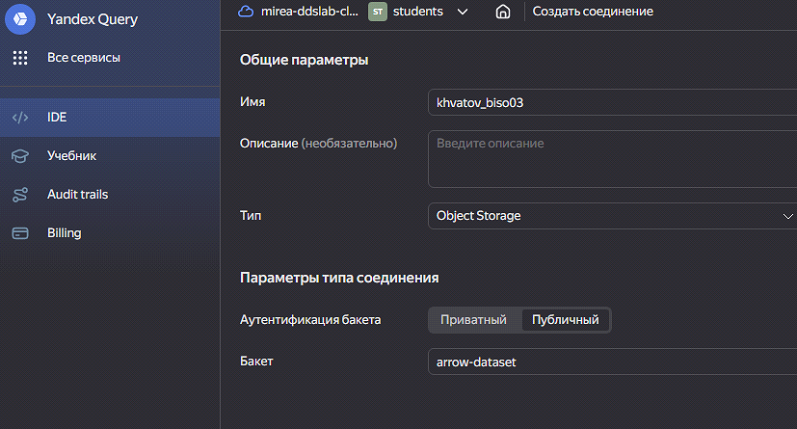 Yandex Query
mirea-ddslab-cl... ST students Создать соединение
Все сервисы
Общие параметры
Имя khvatov_biso03
IDE
Описание (необязательно) Введите описание
Учебник
Audit trails
Тип Object Storage
Billing
Параметры типа соединения
Аутентификация бакета Приватный Публичный
Бакет arrow-dataset